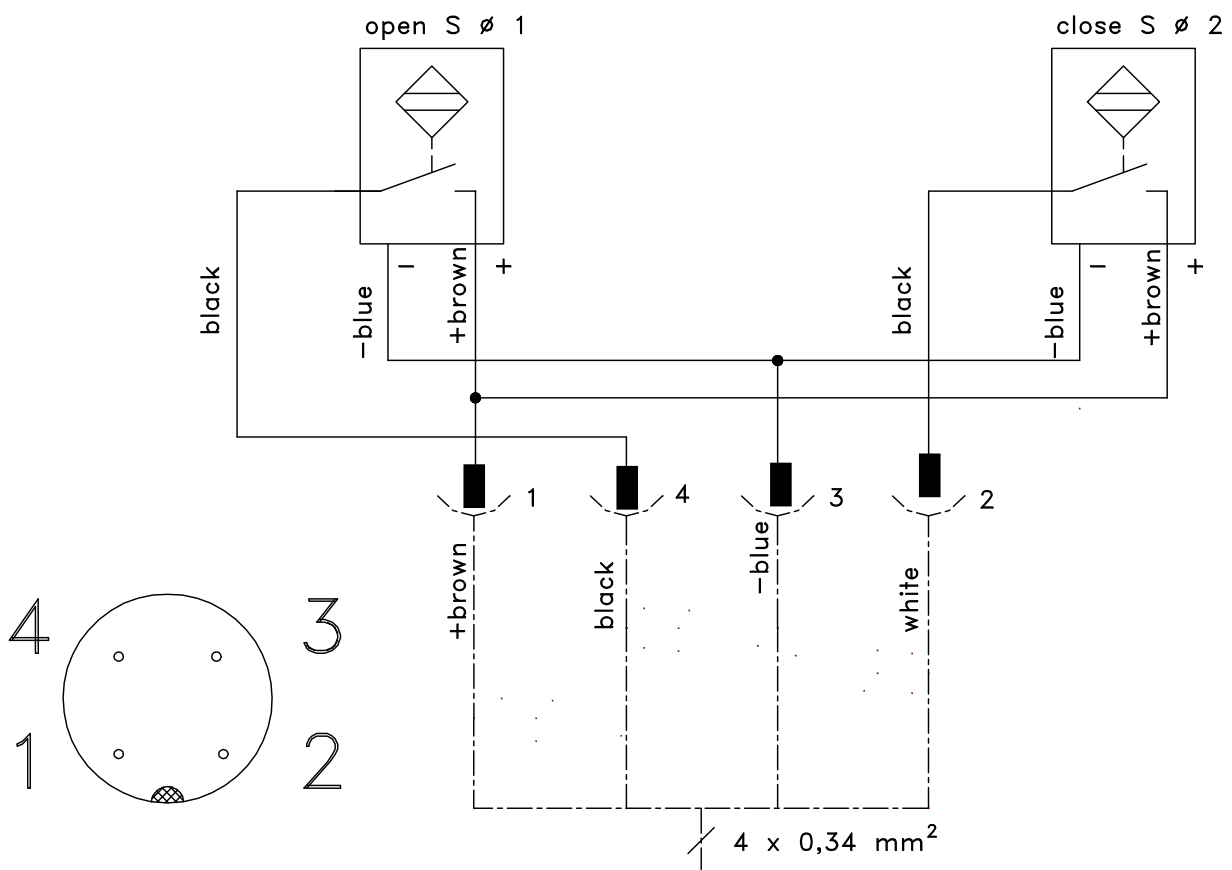 open S ø 1
close S ø 2
- +
- +
black
-blue
+brown
black
-blue
+brown
1
4
3
2
+brown
black
-blue
white
4
3
1
2
4 x 0,34 mm²